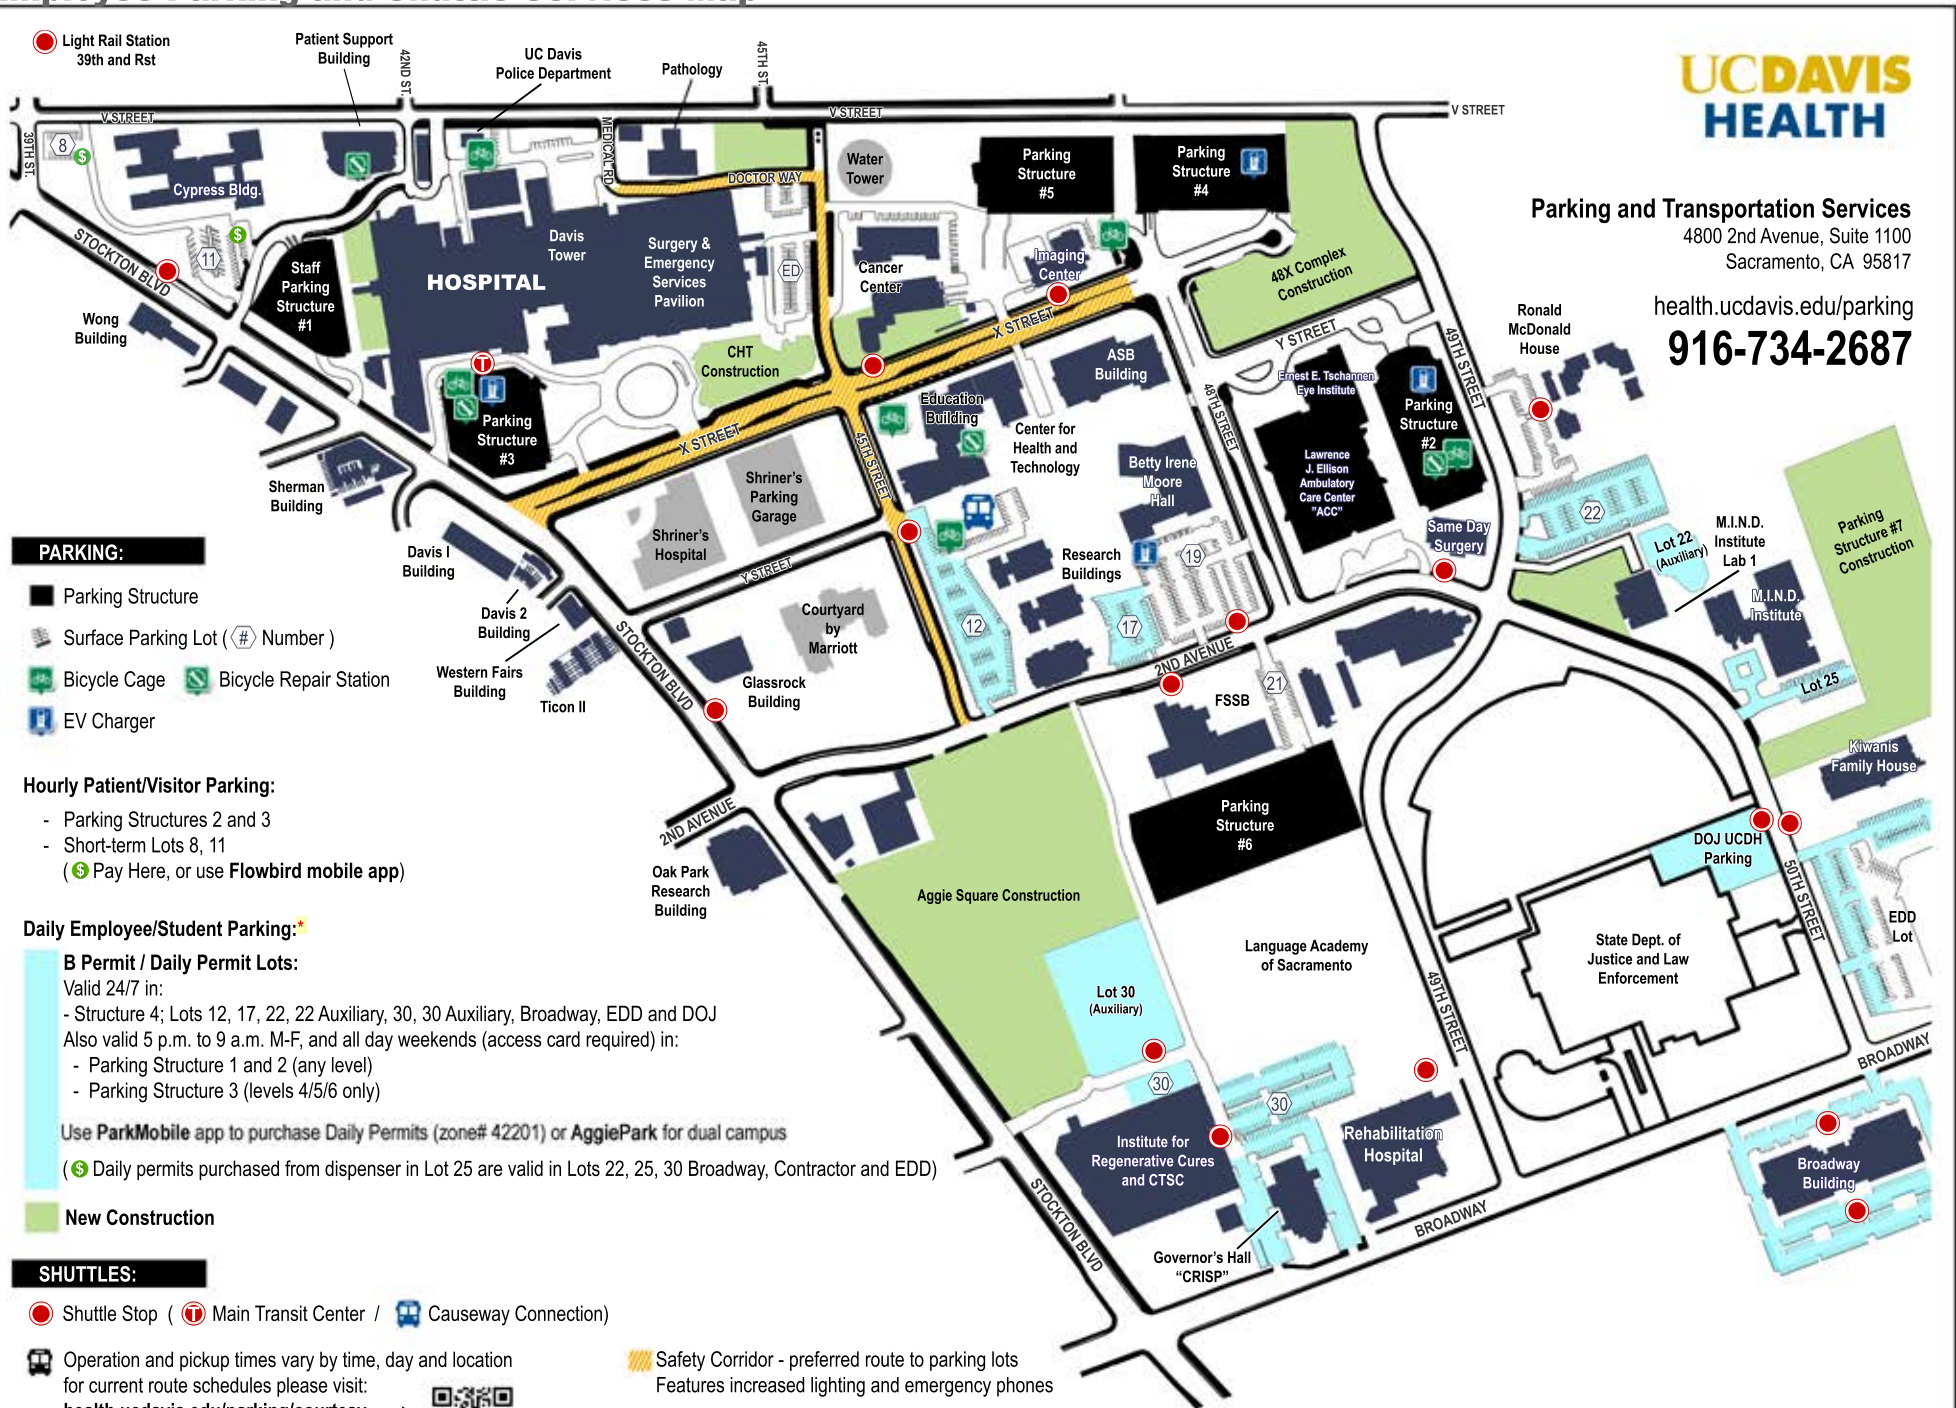 Employee Parking and Shuttle Services Map
Light Rail Station
39th and Rst
Patient Support
Building
42ND ST.
UC Davis
Police Department
Pathology
45TH ST.
V STREET
V STREET
V STREET
UCDAVIS
HEALTH
39TH ST.
8
$
Cypress Bldg.
MEDICAL RD
DOCTOR WAY
Water
Tower
Parking
Structure
#5
Parking
Structure
#4
Parking and Transportation Services
4800 2nd Avenue, Suite 1100
Sacramento, CA 95817
health.ucdavis.edu/parking
916-734-2687
STOCKTON BLVD
11
$
Staff
Parking
Structure
#1
HOSPITAL
Davis
Tower
Surgery &
Emergency
Services
Pavilion
ED
Cancer
Center
Imaging
Center
48X Complex
Construction
Wong
Building
CHT
Construction
X STREET
ASB
Building
Y STREET
49TH STREET
Ronald
McDonald
House
T
Parking
Structure
#3
X STREET
45TH STREET
Education
Building
Center for
Health and
Technology
48TH STREET
Ernest E. Tschannen
Eye Institute
Parking
Structure
#2
Lawrence
J. Ellison
Ambulatory
Care Center
"ACC"
Betty Irene
Moore
Hall
Sherman
Building
Shriner's
Parking
Garage
Shriner's
Hospital
Same Day
Surgery
22
Lot 22
(Auxiliary)
M.I.N.D.
Institute
Lab 1
Parking
Structure #7
Construction
Davis I
Building
Y STREET
Research
Buildings
19
M.I.N.D.
Institute
Davis 2
Building
Courtyard
by
Marriott
12
17
STOCKTON BLVD
Western Fairs
Building
Ticon II
Glassrock
Building
2ND AVENUE
FSSB
21
Lot 25
Kiwanis
Family House
2ND AVENUE
Oak Park
Research
Building
Parking
Structure
#6
DOJ UCDH
Parking
50TH STREET
EDD
Lot
Aggie Square Construction
Language Academy
of Sacramento
State Dept. of
Justice and Law
Enforcement
49TH STREET
Lot 30
(Auxiliary)
30
30
BROADWAY
Institute for
Regenerative Cures
and CTSC
Rehabilitation
Hospital
Broadway
Building
STOCKTON BLVD
Governor's Hall
“CRISP”
BROADWAY
PARKING:
Parking Structure
Surface Parking Lot ( # Number )
Bicycle Cage Bicycle Repair Station
EV Charger
Hourly Patient/Visitor Parking:
- Parking Structures 2 and 3
- Short-term Lots 8, 11
( $ Pay Here, or use Flowbird mobile app)
Daily Employee/Student Parking:*
B Permit / Daily Permit Lots:
Valid 24/7 in:
- Structure 4; Lots 12, 17, 22, 22 Auxiliary, 30, 30 Auxiliary, Broadway, EDD and DOJ
Also valid 5 p.m. to 9 a.m. M-F, and all day weekends (access card required) in:
- Parking Structure 1 and 2 (any level)
- Parking Structure 3 (levels 4/5/6 only)
Use ParkMobile app to purchase Daily Permits (zone# 42201) or AggiePark for dual campus
( $ Daily permits purchased from dispenser in Lot 25 are valid in Lots 22, 25, 30 Broadway, Contractor and EDD)
New Construction
SHUTTLES:
Shuttle Stop ( T Main Transit Center / Causeway Connection)
Operation and pickup times vary by time, day and location
for current route schedules please visit:
health.ucdavis.edu/parking/courtesy
Safety Corridor - preferred route to parking lots
Features increased lighting and emergency phones